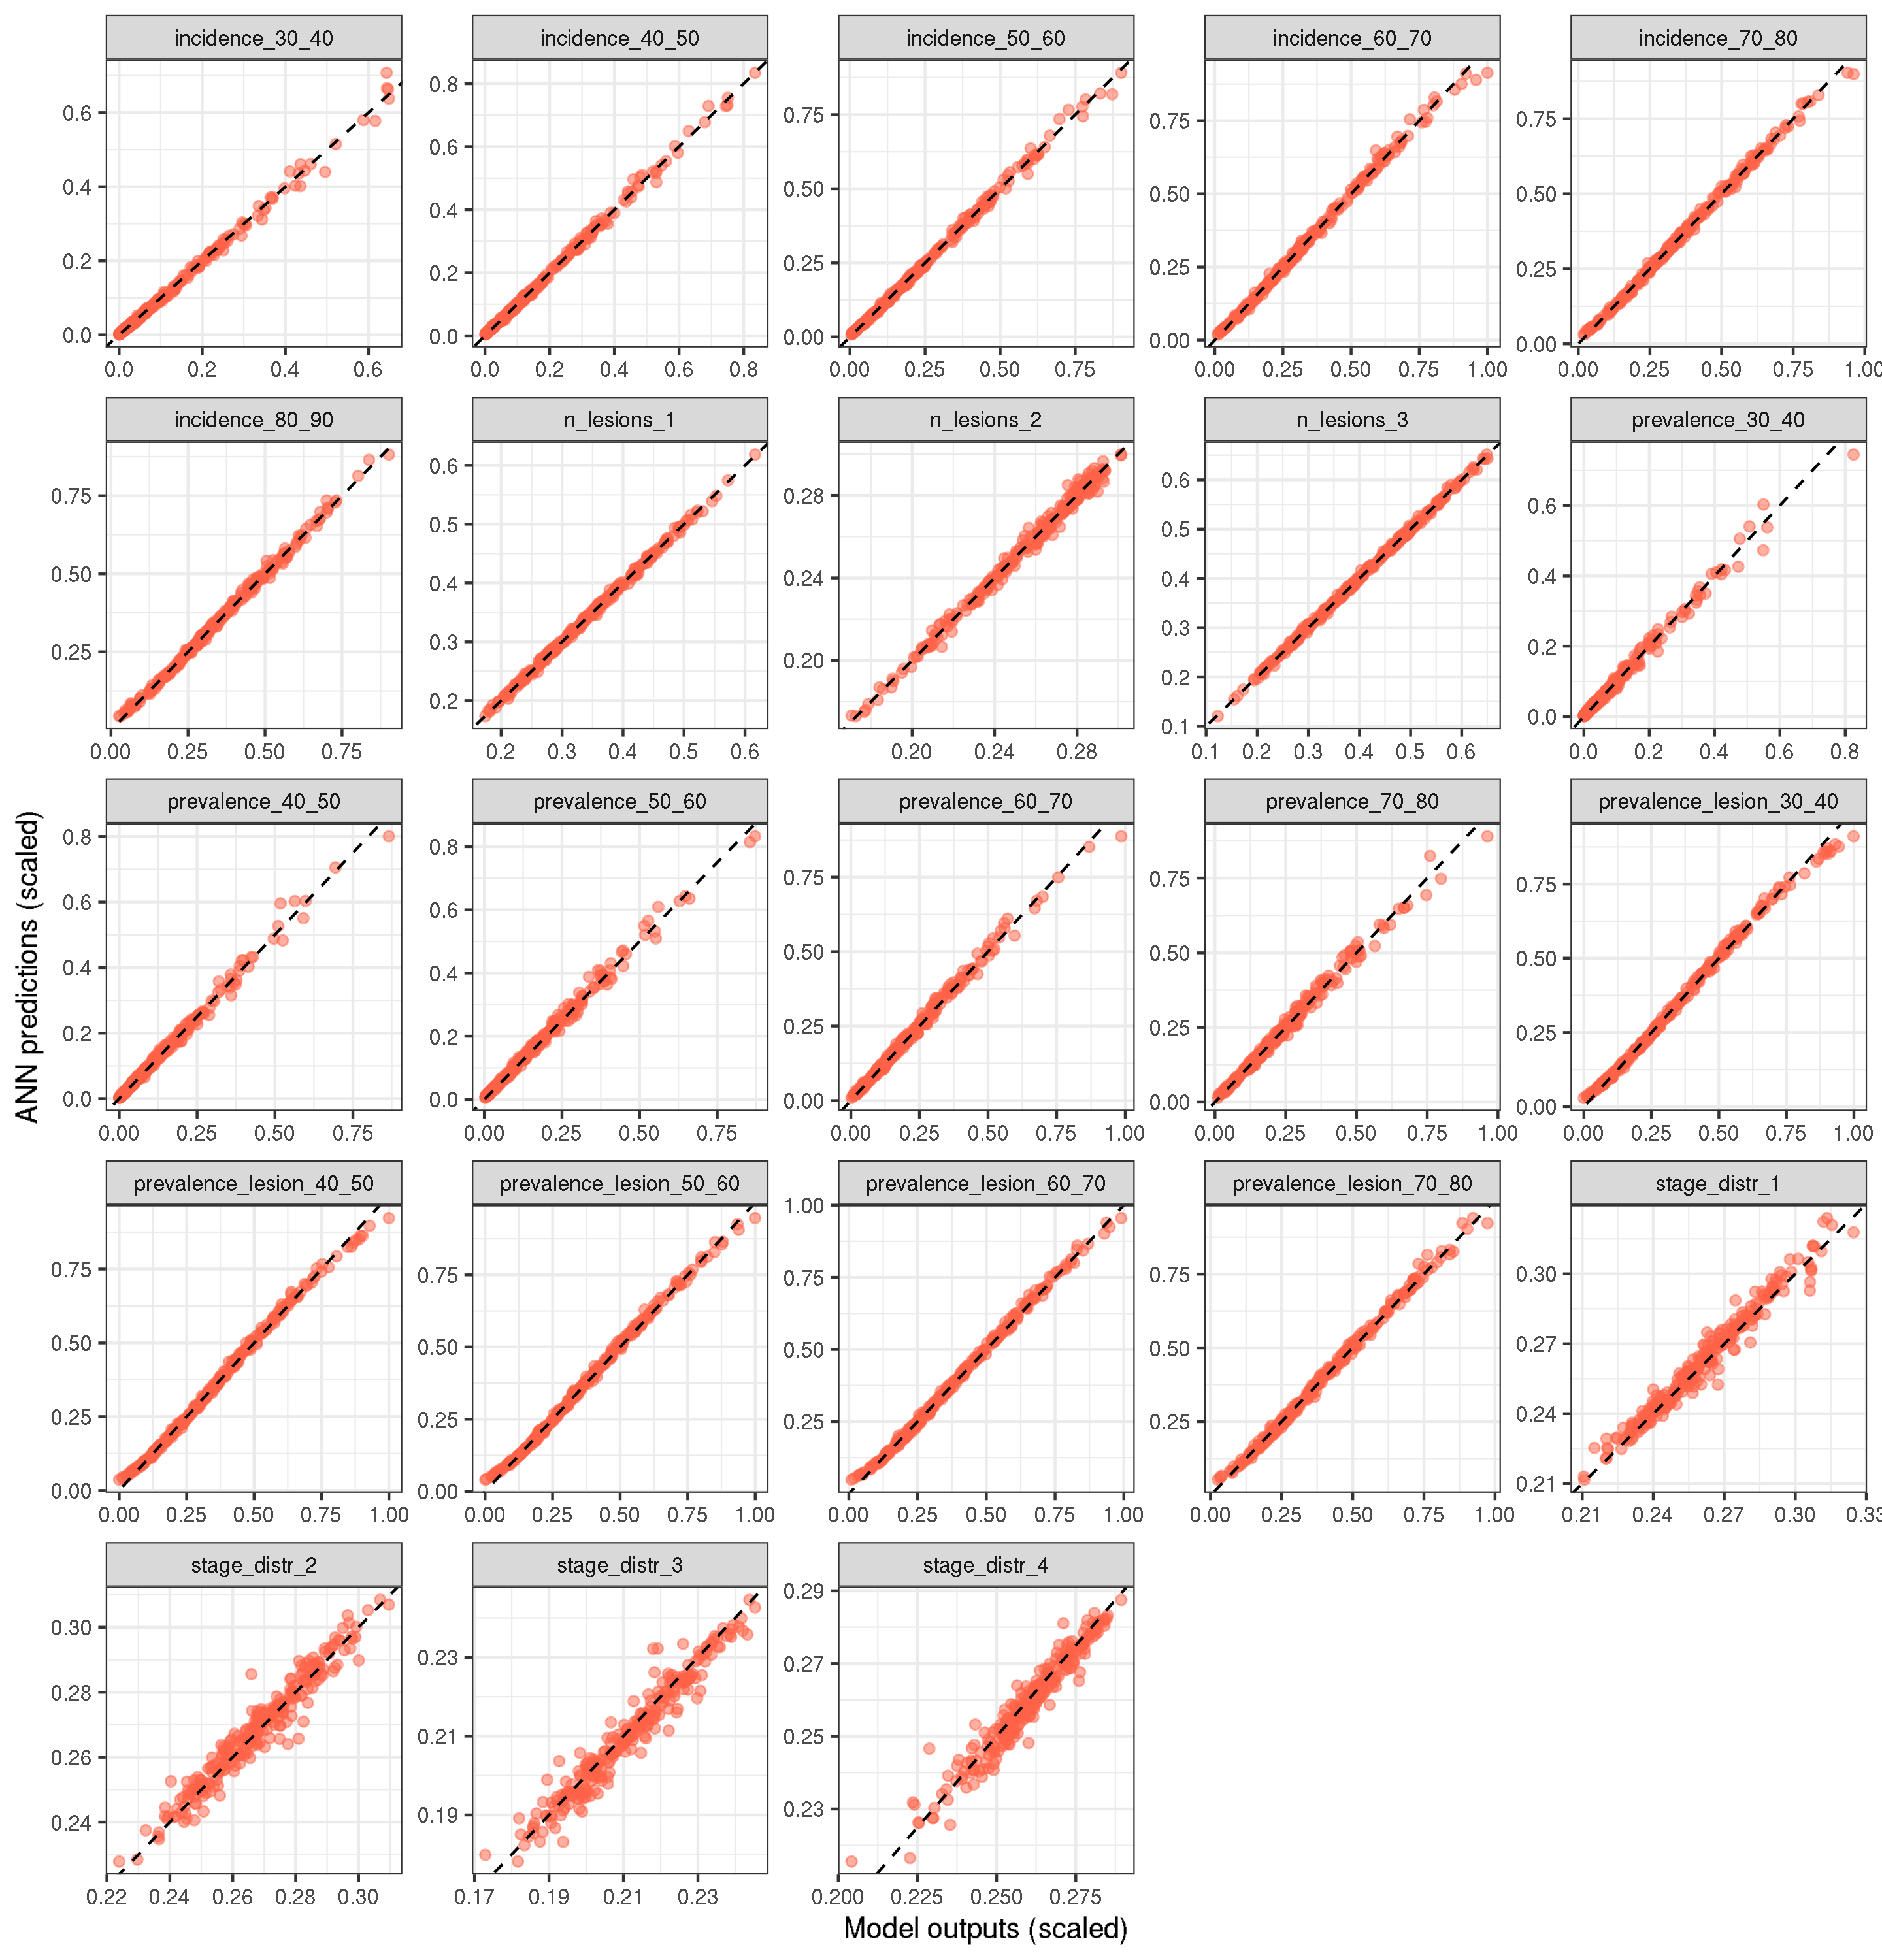 incidence_30_40 incidence_40_50 incidence_50_60 incidence_60_70 incidence_70_80
0.6 0.4 0.2 0.0
0.8 0.6 0.4 0.2 0.0
0.75 0.50 0.25 0.00
0.75 0.50 0.25 0.00
0.75 0.50 0.25 0.00
0.0 0.2 0.4 0.6
0.0 0.2 0.4 0.6 0.8
0.00 0.25 0.50 0.75
0.00 0.25 0.50 0.75 1.00
0.00 0.25 0.50 0.75 1.00
incidence_80_90 n_lesions_1 n_lesions_2 n_lesions_3 prevalence_30_40
0.75 0.50 0.25
0.6 0.5 0.4 0.3 0.2
0.28 0.24 0.20
0.6 0.5 0.4 0.3 0.2 0.1
0.6 0.4 0.2 0.0
0.00 0.25 0.50 0.75
0.2 0.3 0.4 0.5 0.6
0.20 0.24 0.28
0.1 0.2 0.3 0.4 0.5 0.6
0.0 0.2 0.4 0.6 0.8
ANN predictions (scaled)
prevalence_40_50 prevalence_50_60 prevalence_60_70 prevalence_70_80 prevalence_lesion_30_40
0.8 0.6 0.4 0.2 0.0
0.8 0.6 0.4 0.2 0.0
0.75 0.50 0.25 0.00
0.75 0.50 0.25 0.00
0.75 0.50 0.25 0.00
0.00 0.25 0.50 0.75
0.00 0.25 0.50 0.75
0.00 0.25 0.50 0.75 1.00
0.00 0.25 0.50 0.75 1.00
0.00 0.25 0.50 0.75 1.00
prevalence_lesion_40_50 prevalence_lesion_50_60 prevalence_lesion_60_70 prevalence_lesion_70_80 stage_distr_1
0.75 0.50 0.25 0.00
0.75 0.50 0.25 0.00
1.00 0.75 0.50 0.25
0.75 0.50 0.25
0.30 0.27 0.24 0.21
0.00 0.25 0.50 0.75 1.00
0.00 0.25 0.50 0.75 1.00
0.00 0.25 0.50 0.75 1.00
0.00 0.25 0.50 0.75 1.00
0.21 0.24 0.27 0.30 0.33
stage_distr_2 stage_distr_3 stage_distr_4
0.30 0.28 0.26 0.24
0.23 0.21 0.19
0.29 0.27 0.25 0.23
0.22 0.24 0.26 0.28 0.30
0.17 0.19 0.21 0.23
0.200 0.225 0.250 0.275
Model outputs (scaled)